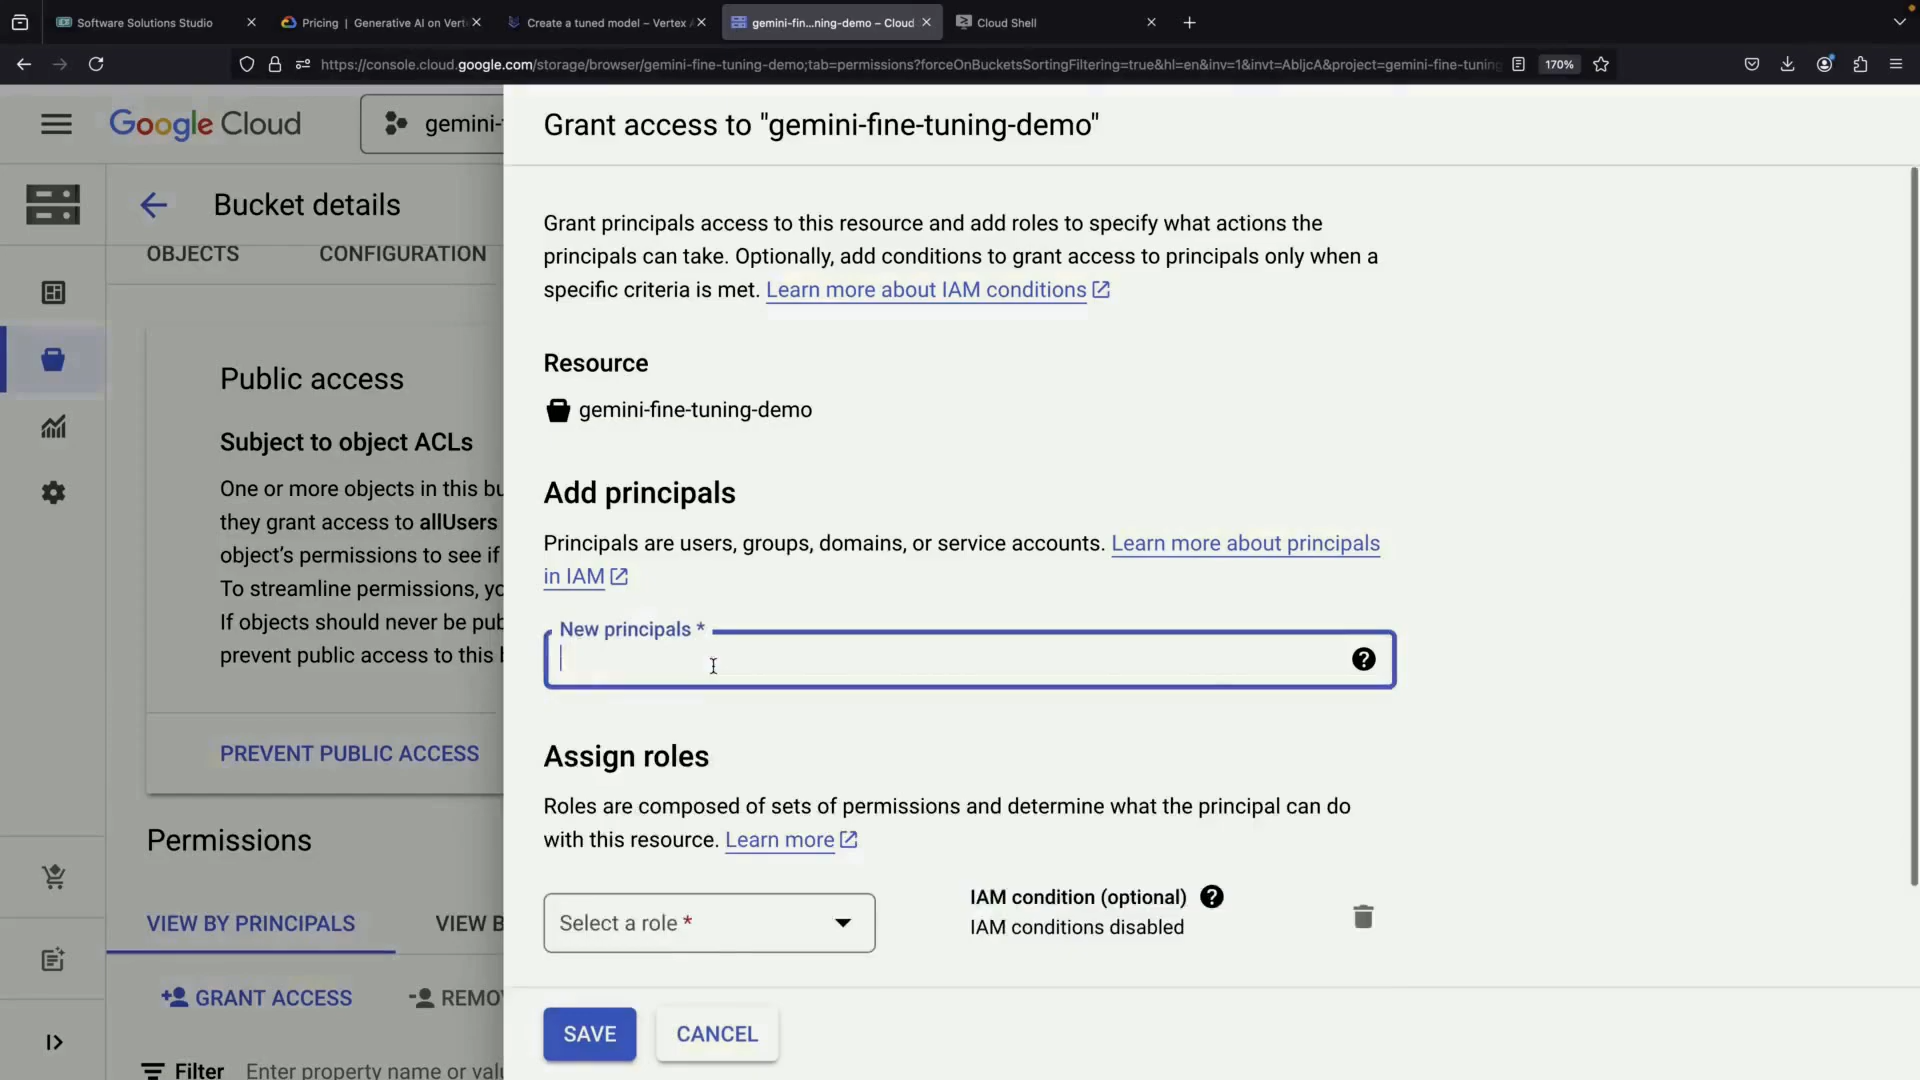 Software Solutions Studio
Pricing | Generative AI on Vert
Create a tuned model – Vertex A
gemini-fin...ning-demo – Cloud
Cloud Shell
https://console.cloud.google.com/storage/browser/gemini-fine-tuning-demo;tab=permissions?forceOnBucketsSortingFiltering=true&hl=en&inv=1&invt=AbljcA&project=gemini-fine-tuning
170%
Google Cloud
gemini-
Bucket details
OBJECTS
CONFIGURATION
Public access
Subject to object ACLs
One or more objects in this bu
they grant access to allUsers
object's permissions to see if
To streamline permissions, yo
If objects should never be pub
prevent public access to this b
PREVENT PUBLIC ACCESS
Permissions
VIEW BY PRINCIPALS
VIEW B
GRANT ACCESS
REMO
Filter
Enter property name or valu
Grant access to "gemini-fine-tuning-demo"
Grant principals access to this resource and add roles to specify what actions the
principals can take. Optionally, add conditions to grant access to principals only when a
specific criteria is met. Learn more about IAM conditions
Resource
gemini-fine-tuning-demo
Add principals
Principals are users, groups, domains, or service accounts. Learn more about principals
in IAM
New principals *
Assign roles
Roles are composed of sets of permissions and determine what the principal can do
with this resource. Learn more
Select a role *
IAM condition (optional)
IAM conditions disabled
SAVE
CANCEL